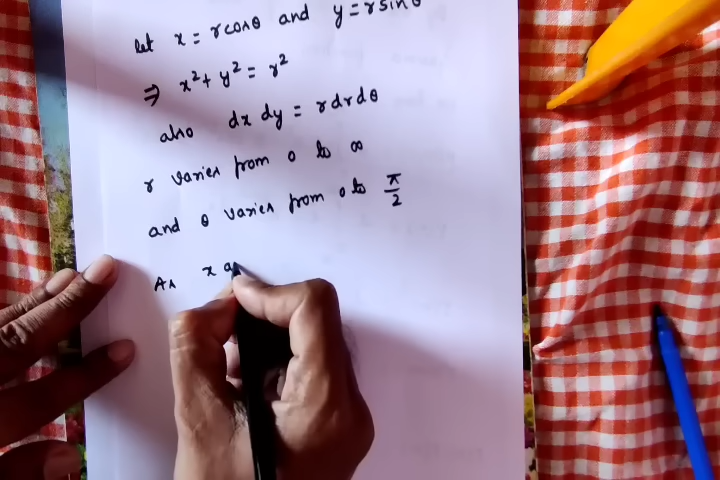 let x = r cosθ and y = r sinθ
⇒ x² + y² = r²
also dx dy = r dr dθ
r varies from 0 to ∞
and θ varies from 0 to π/2
As x a